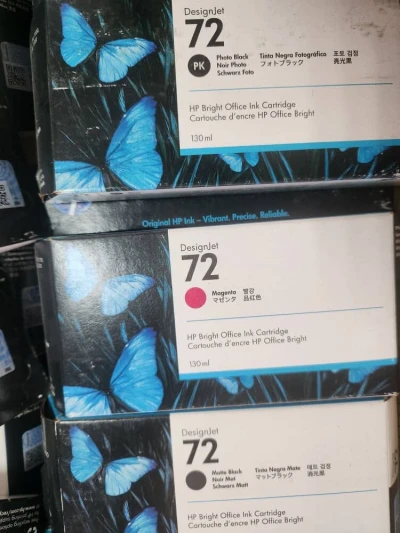 DesignJet
72
PK
Photo Black Tinta Negra Fotográfico 포토 검정
Noir Photo フォトブラック 亮光黑
Schwarz Foto
HP Bright Office Ink Cartridge
Cartouche d'encre HP Office Bright
130 ml
Original HP Ink – Vibrant. Precise. Reliable.
DesignJet
72
Magenta 빨강
マゼンタ 品紅色
HP Bright Office Ink Cartridge
Cartouche d'encre HP Office Bright
130 ml
DesignJet
72
Matte Black Tinta Negra Mate 매트 검정
Noir Mat マットブラック
Schwarz Matt
HP Bright Office Ink Cartridge
Cartouche d'encre HP Office Bright